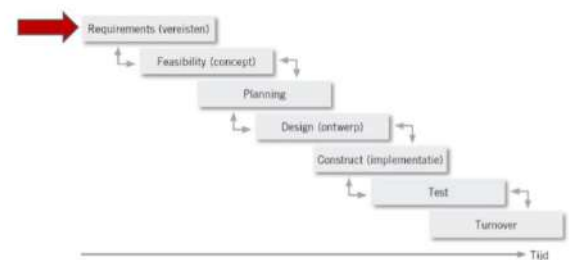 Requirements (vereisten)
Feasibility (concept)
Planning
Design (ontwerp)
Construct (implementatie)
Test
Turnover
Tijd